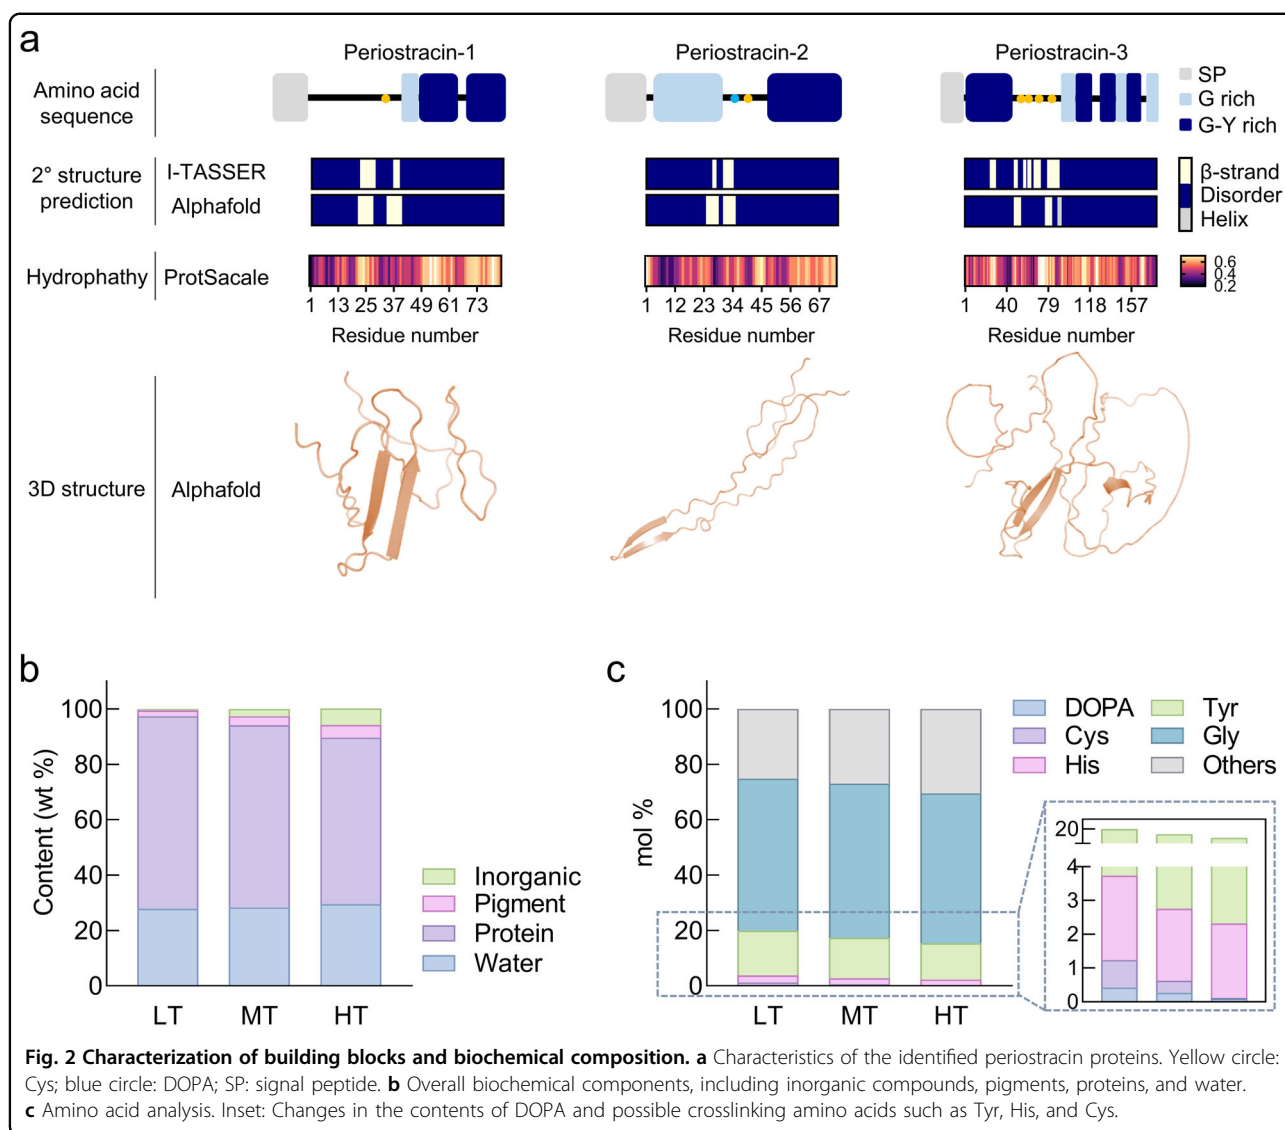 a
Periostracin-1
Periostracin-2
Periostracin-3
Amino acid
sequence
SP
G rich
G-Y rich
2° structure
prediction
I-TASSER
Alphafold
β-strand
Disorder
Helix
Hydrophathy
ProtSacale
0.6
0.4
0.2
1 13 25 37 49 61 73
1 12 23 34 45 56 67
1 40 79 118 157
Residue number
Residue number
Residue number
3D structure
Alphafold
b
Content (wt %)
100
80
60
40
20
0
LT MT HT
Inorganic
Pigment
Protein
Water
c
mol %
100
80
60
40
20
0
LT MT HT
DOPA
Cys
His
Tyr
Gly
Others
20
4
3
2
1
0
Fig. 2 Characterization of building blocks and biochemical composition. a Characteristics of the identified periostracin proteins. Yellow circle:
Cys; blue circle: DOPA; SP: signal peptide. b Overall biochemical components, including inorganic compounds, pigments, proteins, and water.
c Amino acid analysis. Inset: Changes in the contents of DOPA and possible crosslinking amino acids such as Tyr, His, and Cys.